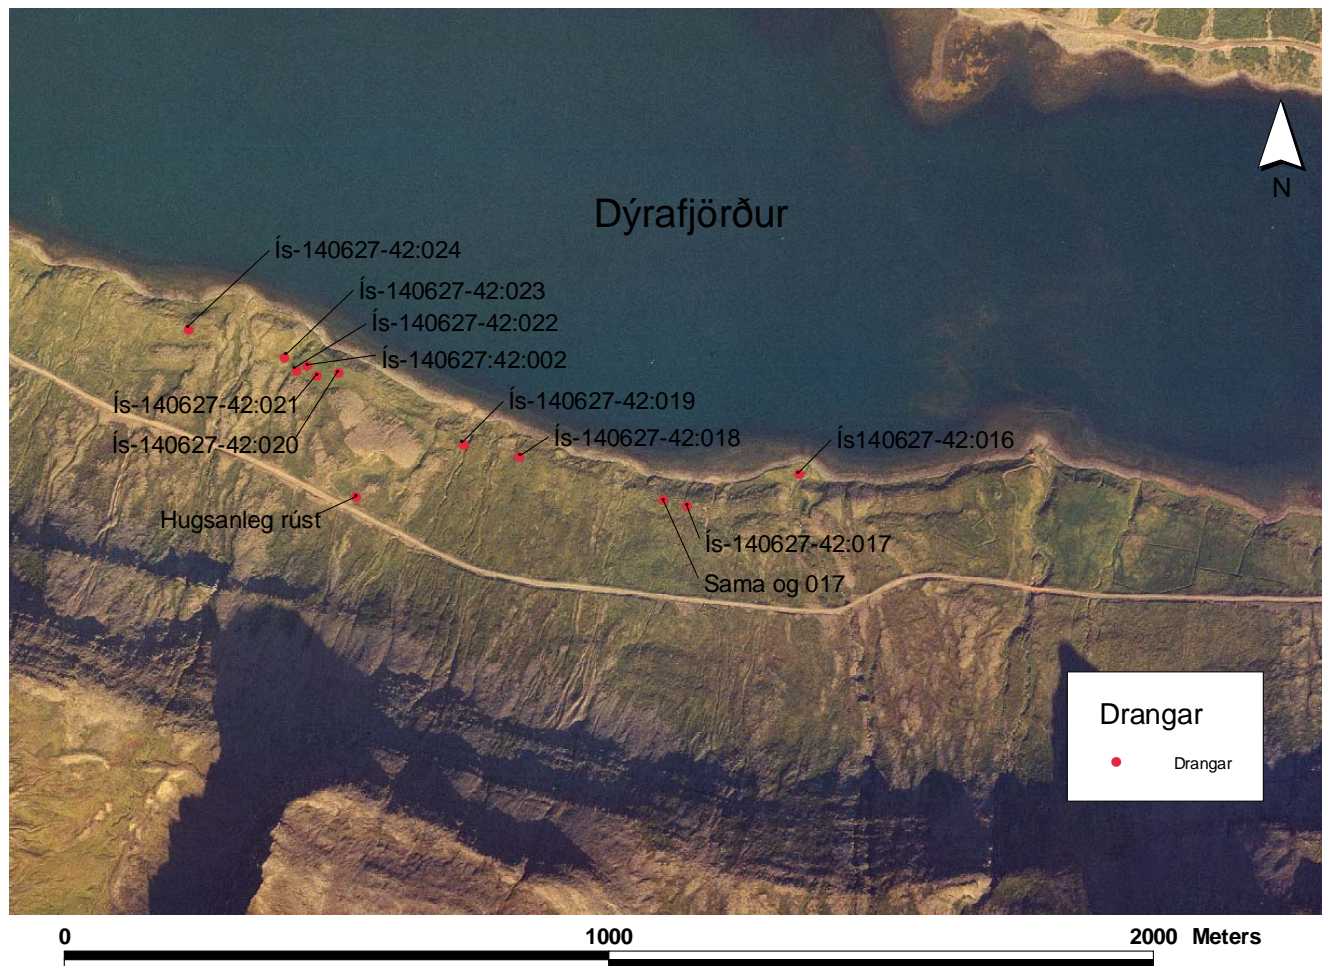 N
Dýrafjörður
Ís-140627-42:024
Ís-140627-42:023
Ís-140627-42:022
Ís-140627:42:002
Ís-140627-42:021
Ís-140627-42:020
Ís-140627-42:019
Ís-140627-42:018
Ís140627-42:016
Hugsanleg rúst
Ís-140627-42:017
Sama og 017
Drangar
Drangar
0 1000 2000 Meters